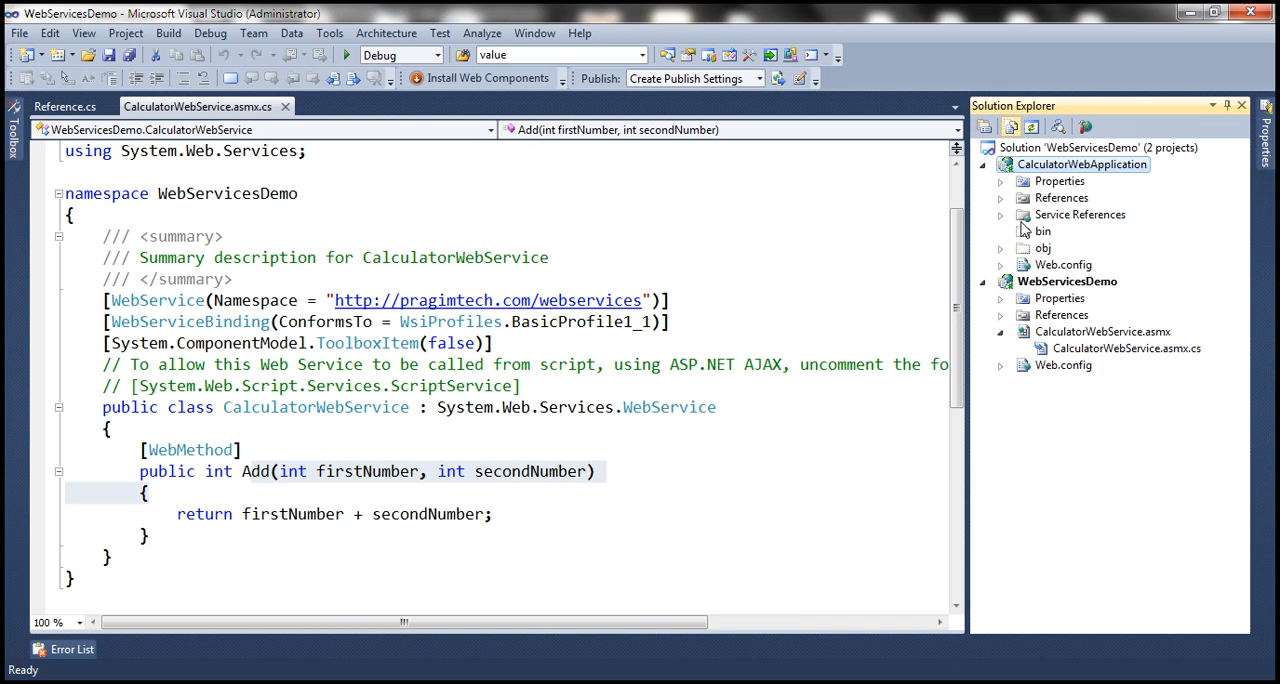 WebServicesDemo - Microsoft Visual Studio (Administrator)
File Edit View Project Build Debug Team Data Tools Architecture Test Analyze Window Help
Debug value
Install Web Components Publish: Create Publish Settings
Toolbox
Reference.cs CalculatorWebService.asmx.cs
WebServicesDemo.CalculatorWebService Add(int firstNumber, int secondNumber)
using System.Web.Services;
namespace WebServicesDemo
{
/// <summary>
/// Summary description for CalculatorWebService
/// </summary>
[WebService(Namespace = "http://pragimtech.com/webservices")]
[WebServiceBinding(ConformsTo = WsiProfiles.BasicProfile1_1)]
[System.ComponentModel.ToolboxItem(false)]
// To allow this Web Service to be called from script, using ASP.NET AJAX, uncomment the fo
// [System.Web.Script.Services.ScriptService]
public class CalculatorWebService : System.Web.Services.WebService
{
[WebMethod]
public int Add(int firstNumber, int secondNumber)
{
return firstNumber + secondNumber;
}
}
}
100 %
Solution Explorer
Solution 'WebServicesDemo' (2 projects)
CalculatorWebApplication
Properties
References
Service References
bin
obj
Web.config
WebServicesDemo
Properties
References
CalculatorWebService.asmx
CalculatorWebService.asmx.cs
Web.config
Properties
Error List
Ready